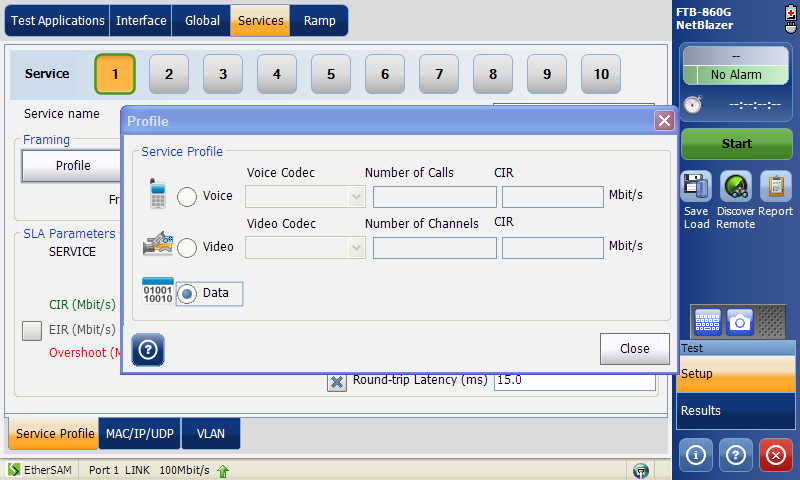 Test Applications Interface Global Services Ramp
FTB-860G
NetBlazer
--
No Alarm
--:--:--:--
Start
Save
Load
Discover
Remote
Report
Service 1 2 3 4 5 6 7 8 9 10
Service name
Framing
Profile
SLA Parameters
SERVICE
CIR (Mbit/s)
EIR (Mbit/s)
Overshoot (M
Profile
Service Profile
Voice Codec Number of Calls CIR
Voice Mbit/s
Video Codec Number of Channels CIR
Video Mbit/s
01001
10010
Data
Close
Round-trip Latency (ms) 15.0
Test
Setup
Results
Service Profile MAC/IP/UDP VLAN
EtherSAM Port 1 LINK 100Mbit/s